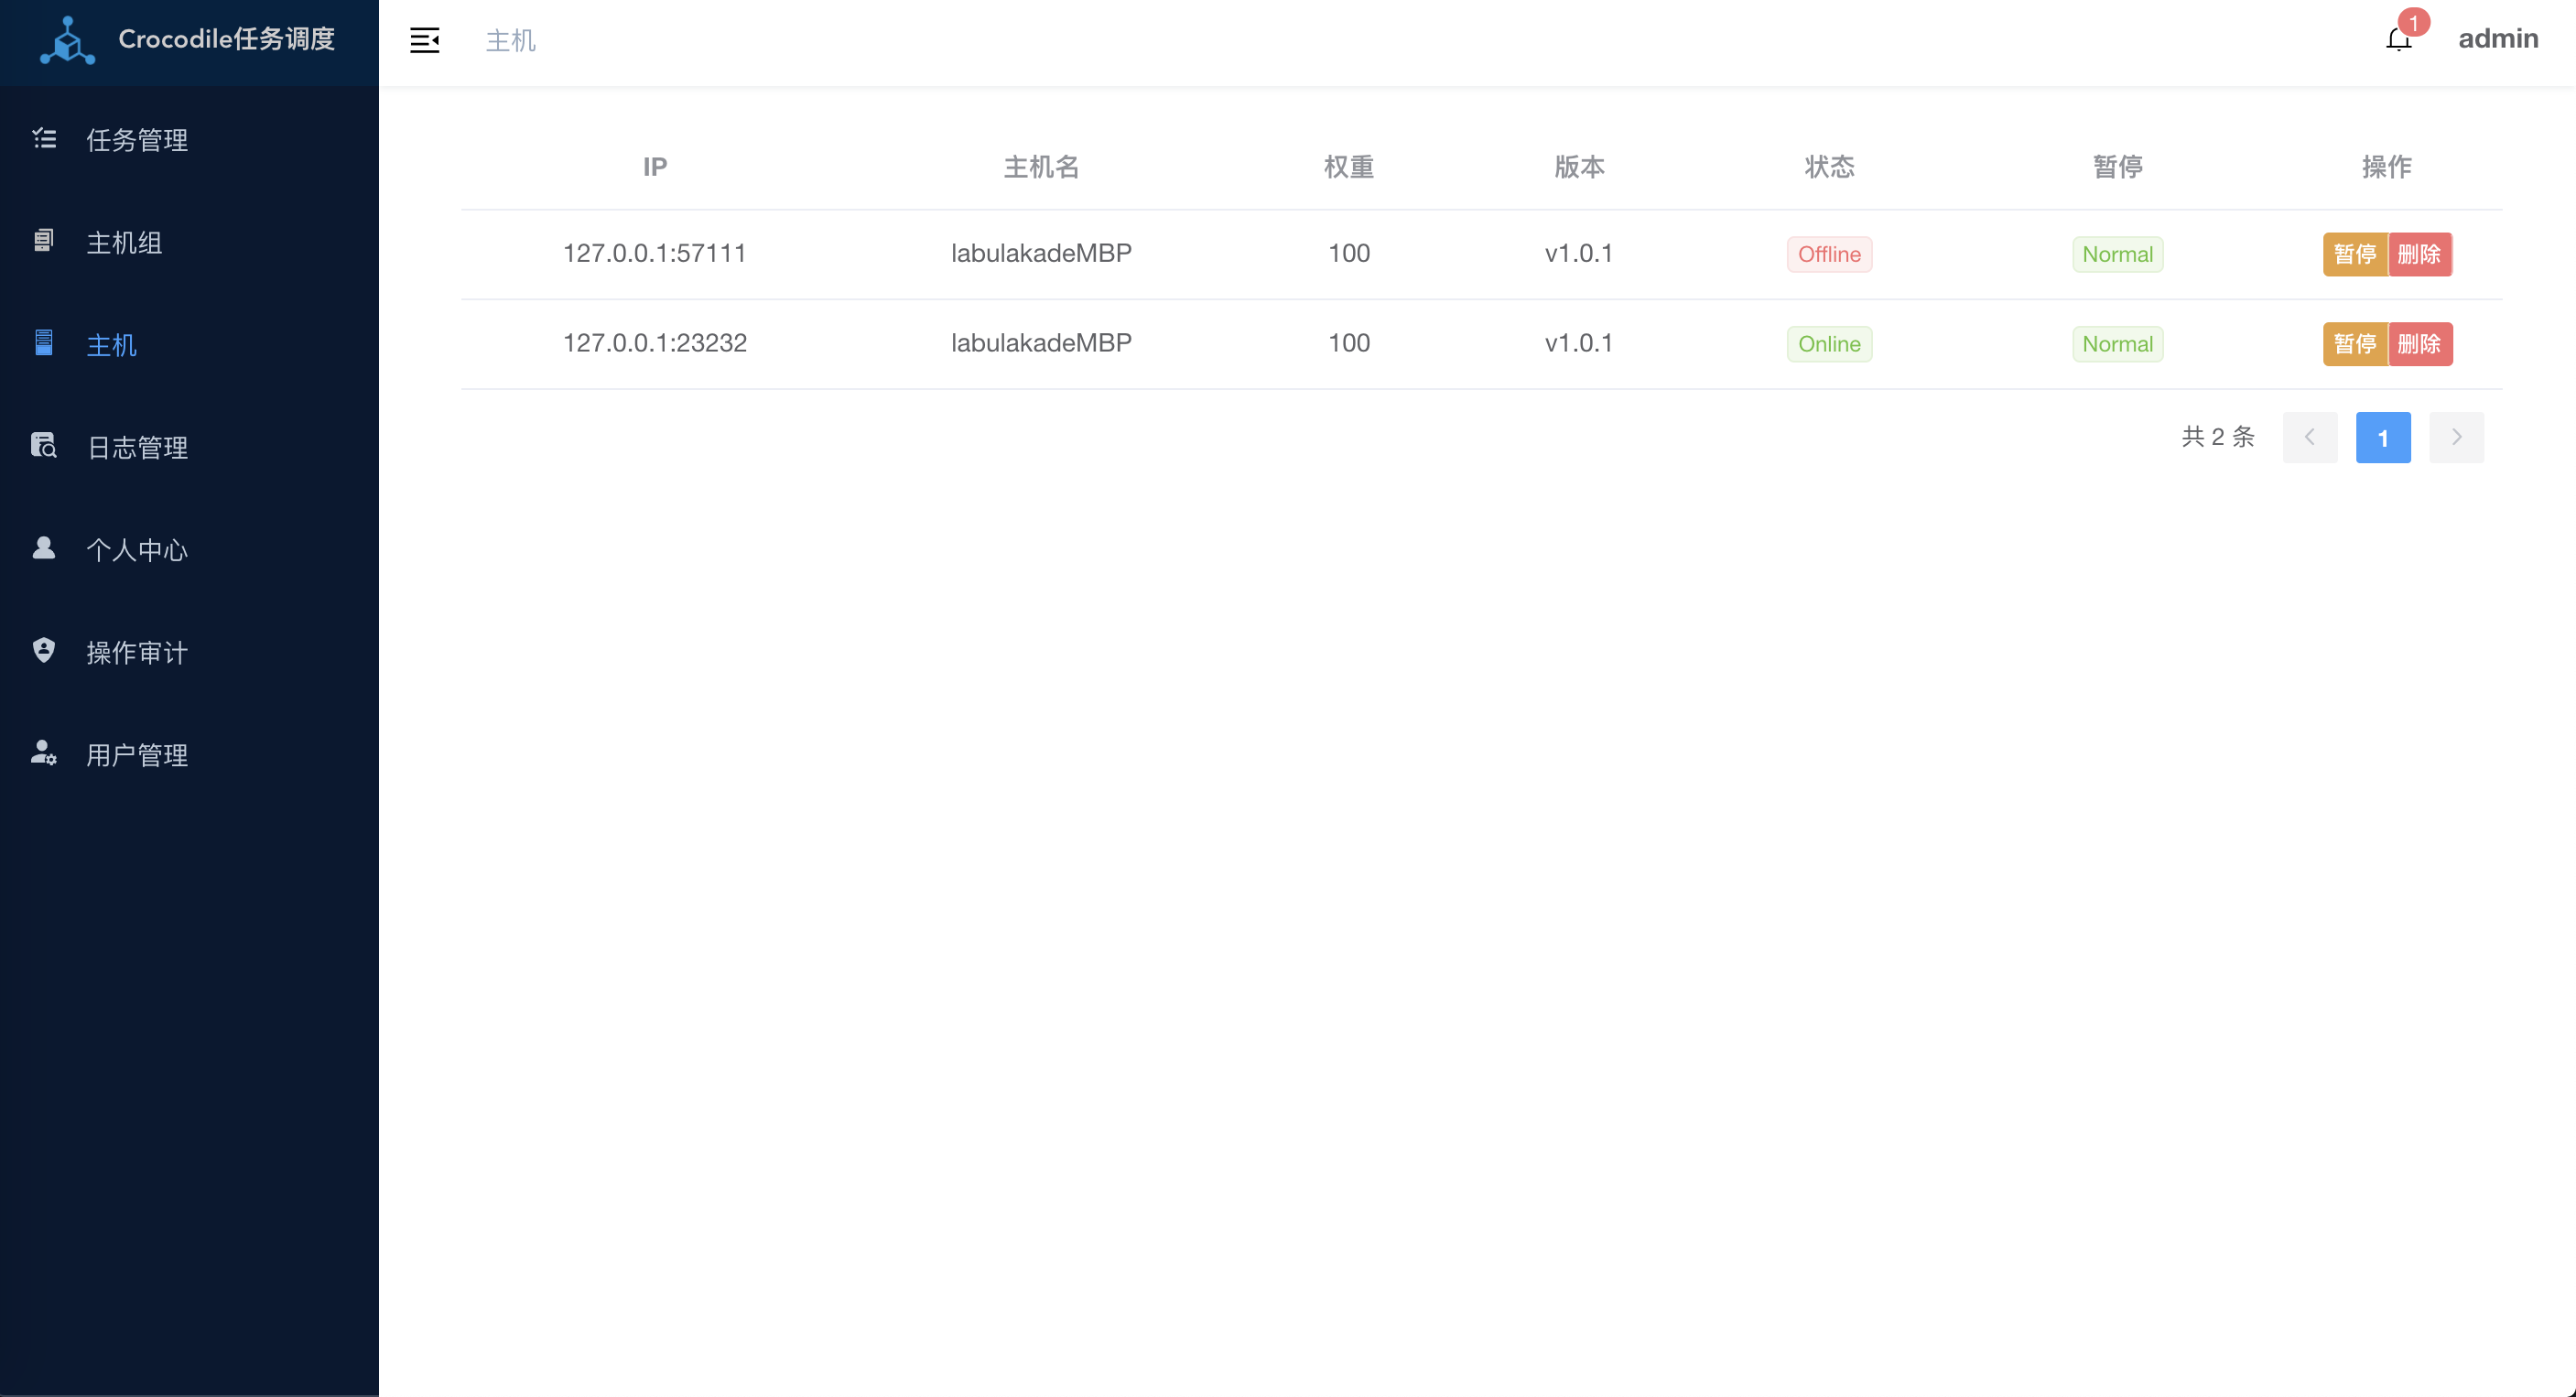 Crocodile任务调度
主机
1
admin
任务管理
主机组
主机
日志管理
个人中心
操作审计
用户管理
IP 主机名 权重 版本 状态 暂停 操作
127.0.0.1:57111 labulakadeMBP 100 v1.0.1 Offline Normal 暂停 删除
127.0.0.1:23232 labulakadeMBP 100 v1.0.1 Online Normal 暂停 删除
共 2 条 1